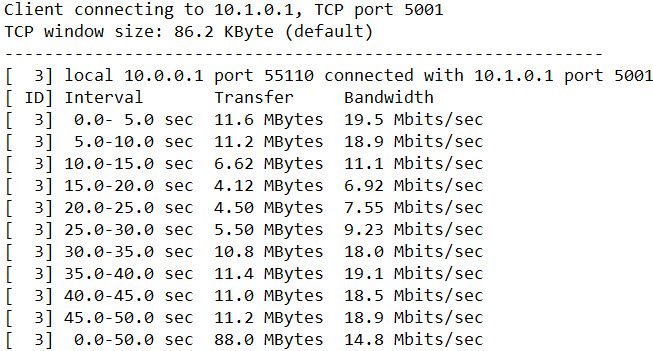 Client connecting to 10.1.0.1, TCP port 5001
TCP window size: 86.2 KByte (default)
------------------------------------------------------------
[  3] local 10.0.0.1 port 55110 connected with 10.1.0.1 port 5001
[ ID] Interval       Transfer     Bandwidth
[  3]  0.0- 5.0 sec  11.6 MBytes  19.5 Mbits/sec
[  3]  5.0-10.0 sec  11.2 MBytes  18.9 Mbits/sec
[  3] 10.0-15.0 sec  6.62 MBytes  11.1 Mbits/sec
[  3] 15.0-20.0 sec  4.12 MBytes  6.92 Mbits/sec
[  3] 20.0-25.0 sec  4.50 MBytes  7.55 Mbits/sec
[  3] 25.0-30.0 sec  5.50 MBytes  9.23 Mbits/sec
[  3] 30.0-35.0 sec  10.8 MBytes  18.0 Mbits/sec
[  3] 35.0-40.0 sec  11.4 MBytes  19.1 Mbits/sec
[  3] 40.0-45.0 sec  11.0 MBytes  18.5 Mbits/sec
[  3] 45.0-50.0 sec  11.2 MBytes  18.9 Mbits/sec
[  3]  0.0-50.0 sec  88.0 MBytes  14.8 Mbits/sec